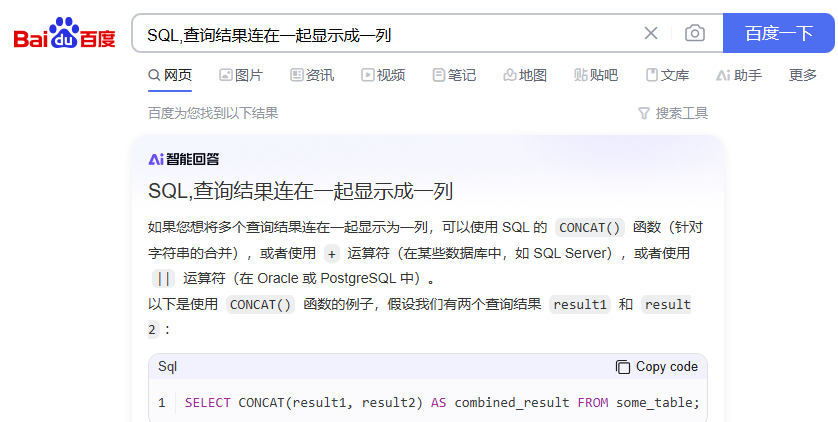 Bai du 百度 SQL,查询结果连在一起显示成一列 百度一下
网页 图片 资讯 视频 笔记 地图 贴吧 文库 助手 更多
百度为您找到以下结果 搜索工具
Ai 智能回答
SQL,查询结果连在一起显示成一列
如果您想将多个查询结果连在一起显示为一列，可以使用 SQL 的 CONCAT() 函数（针对
字符串的合并），或者使用 + 运算符（在某些数据库中，如 SQL Server），或者使用
|| 运算符（在 Oracle 或 PostgreSQL 中）。
以下是使用 CONCAT() 函数的例子，假设我们有两个查询结果 result1 和 result
2 ：
Sql Copy code
1 SELECT CONCAT(result1, result2) AS combined_result FROM some_table;